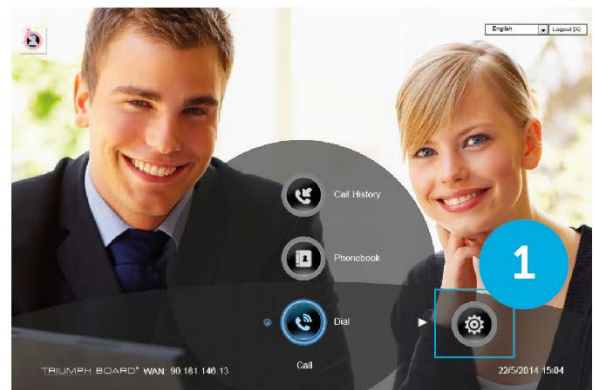 English
Logout [X]
Call History
Phonebook
1
Dial
Call
TRIUMPH BOARD® WAN: 90.181.146.13
22/5/2014 15:04